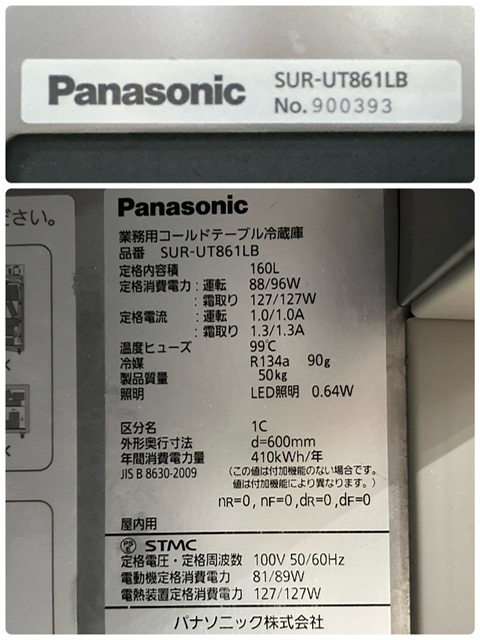 Panasonic
SUR-UT861LB
No.900393
ださい。
Panasonic
業務用コールドテーブル冷蔵庫
品番 SUR-UT861LB
定格内容積 160L
定格消費電力:運転 88/96W
:霜取り 127/127W
定格電流 :運転 1.0/1.0A
:霜取り 1.3/1.3A
温度ヒューズ 99℃
冷媒 R134a 90g
製品質量 50kg
照明 LED照明 0.64W
区分名 1C
外形奥行寸法 d=600mm
年間消費電力量 410kWh/年
JIS B 8630-2009 (この値は付加機能のない場合です。
値は付加機能により異なります。)
nR=0, nF=0, dR=0, dF=0
屋内用
PS E STMC
定格電圧・定格周波数 100V 50/60Hz
電動機定格消費電力 81/89W
電熱装置定格消費電力 127/127W
パナソニック株式会社